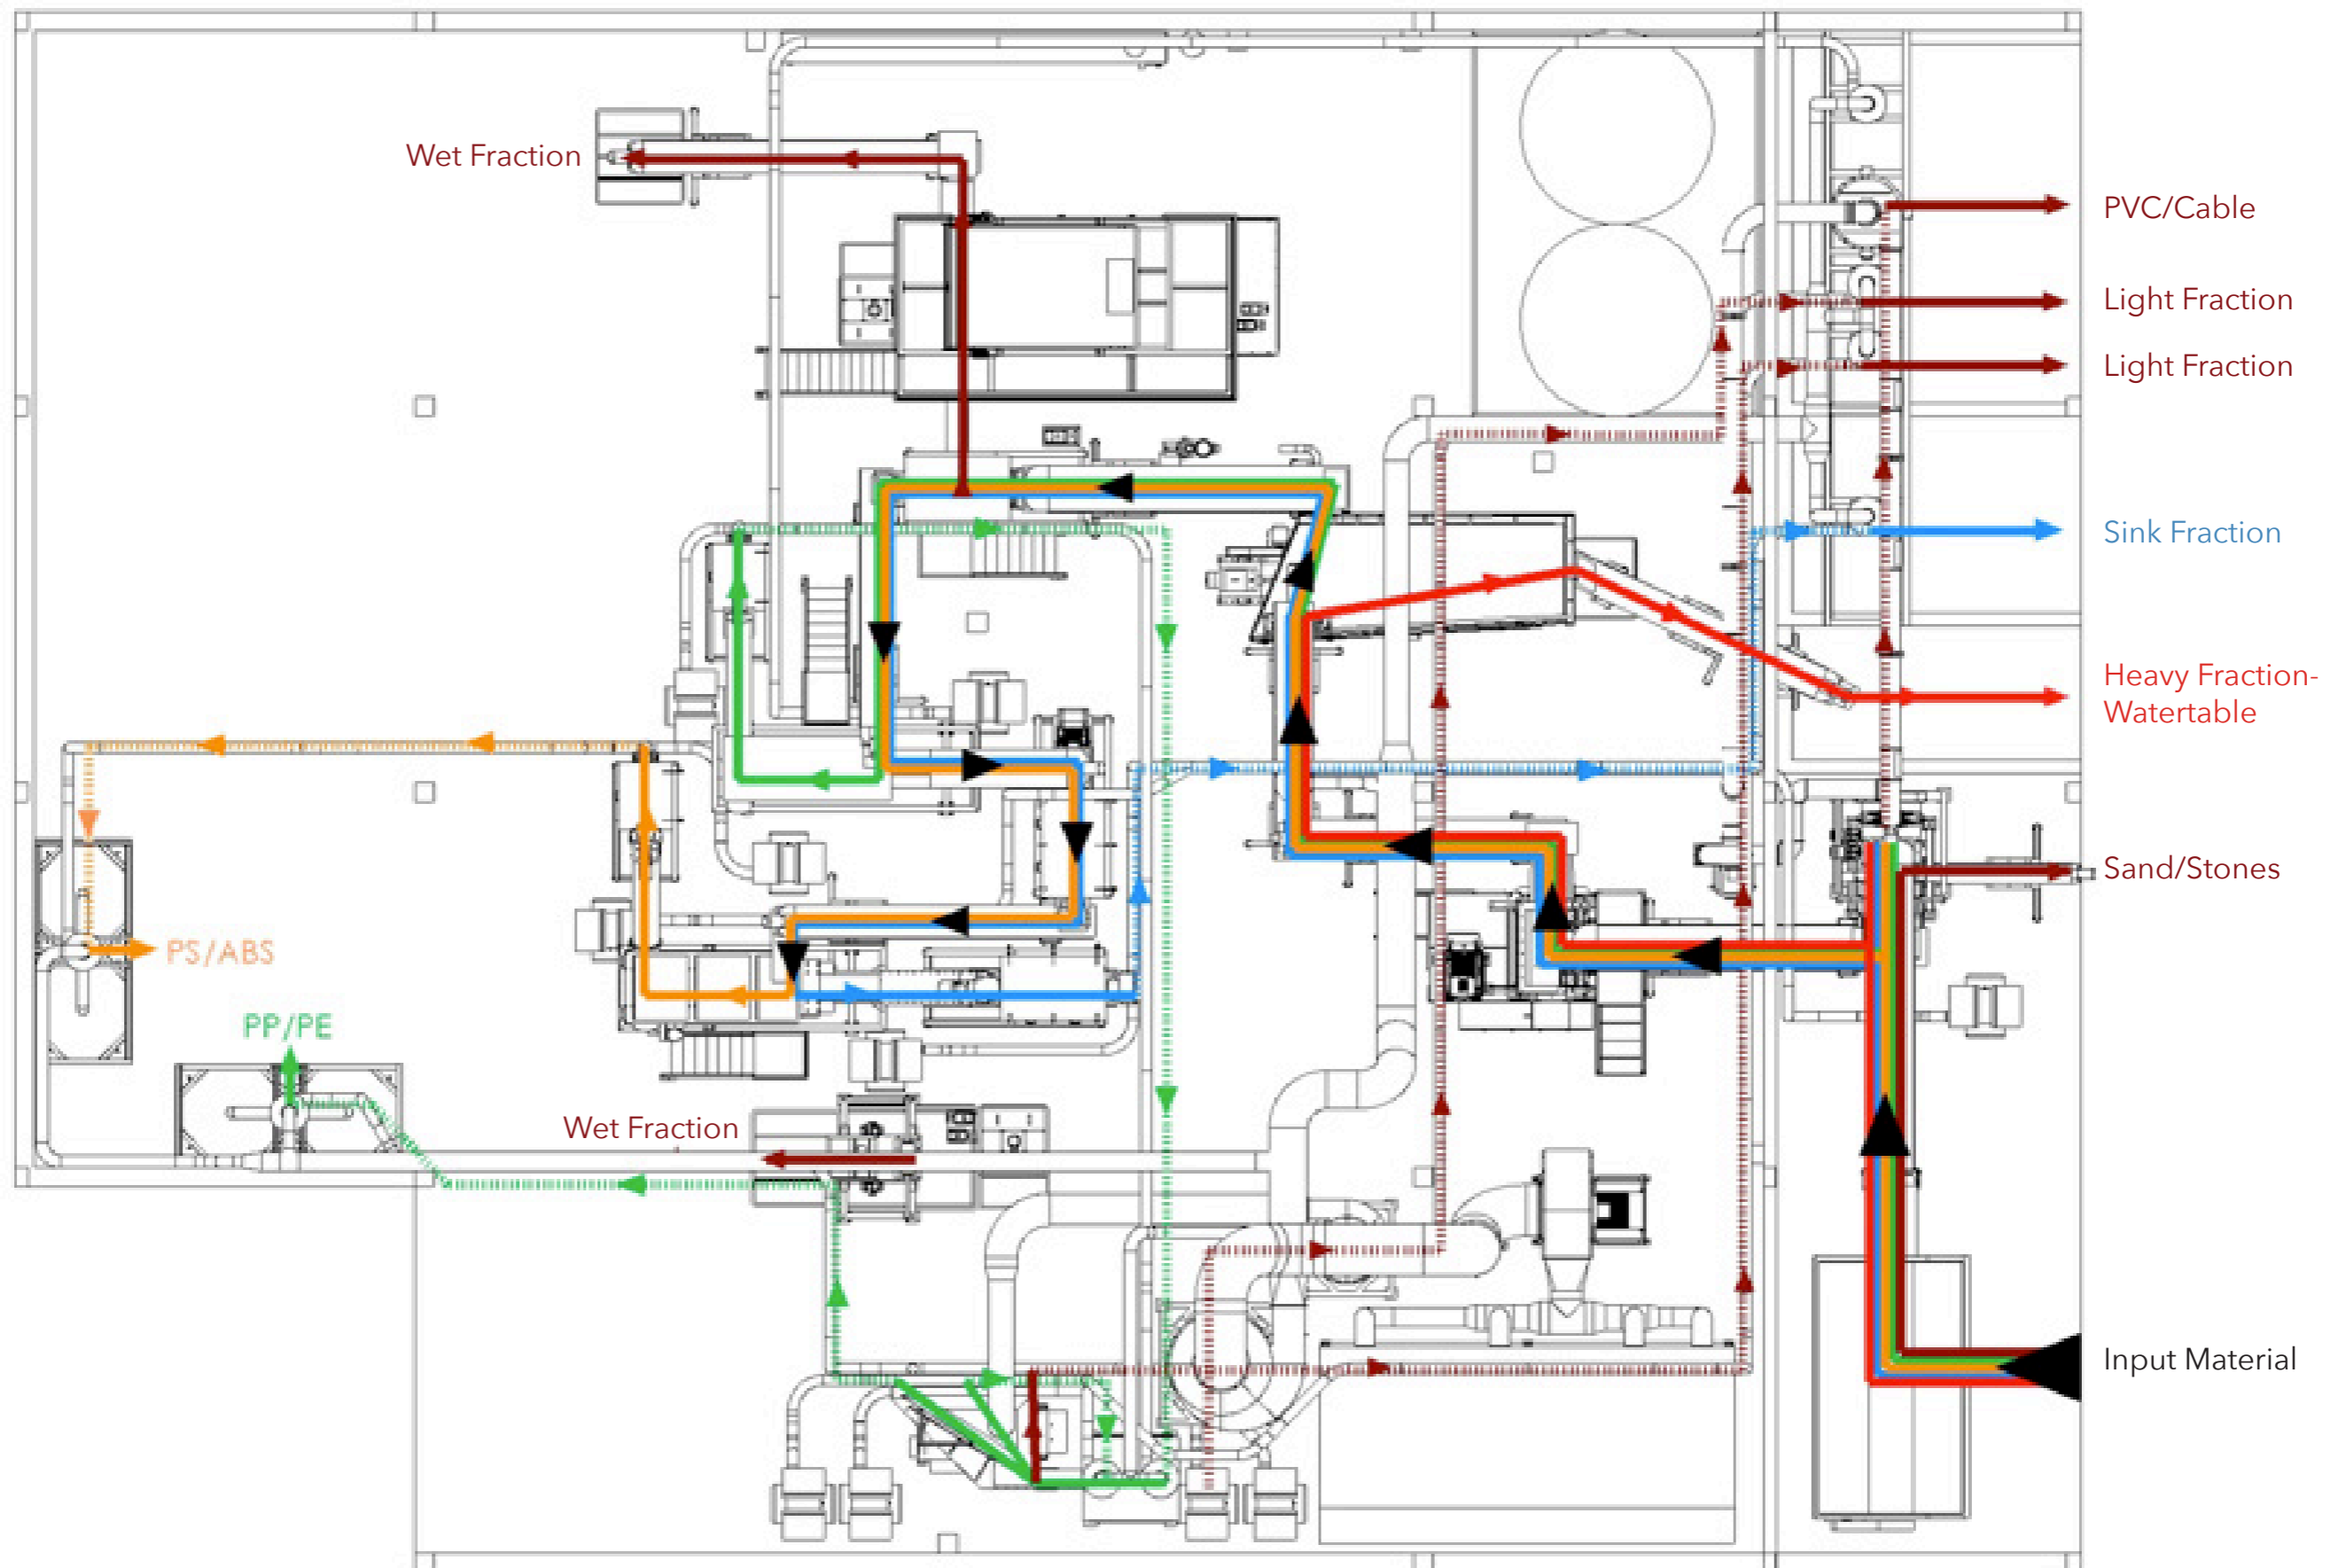 Wet Fraction
PVC/Cable
Light Fraction
Light Fraction
Sink Fraction
Heavy Fraction-
Watertable
Sand/Stones
PS/ABS
PP/PE
Wet Fraction
Input Material